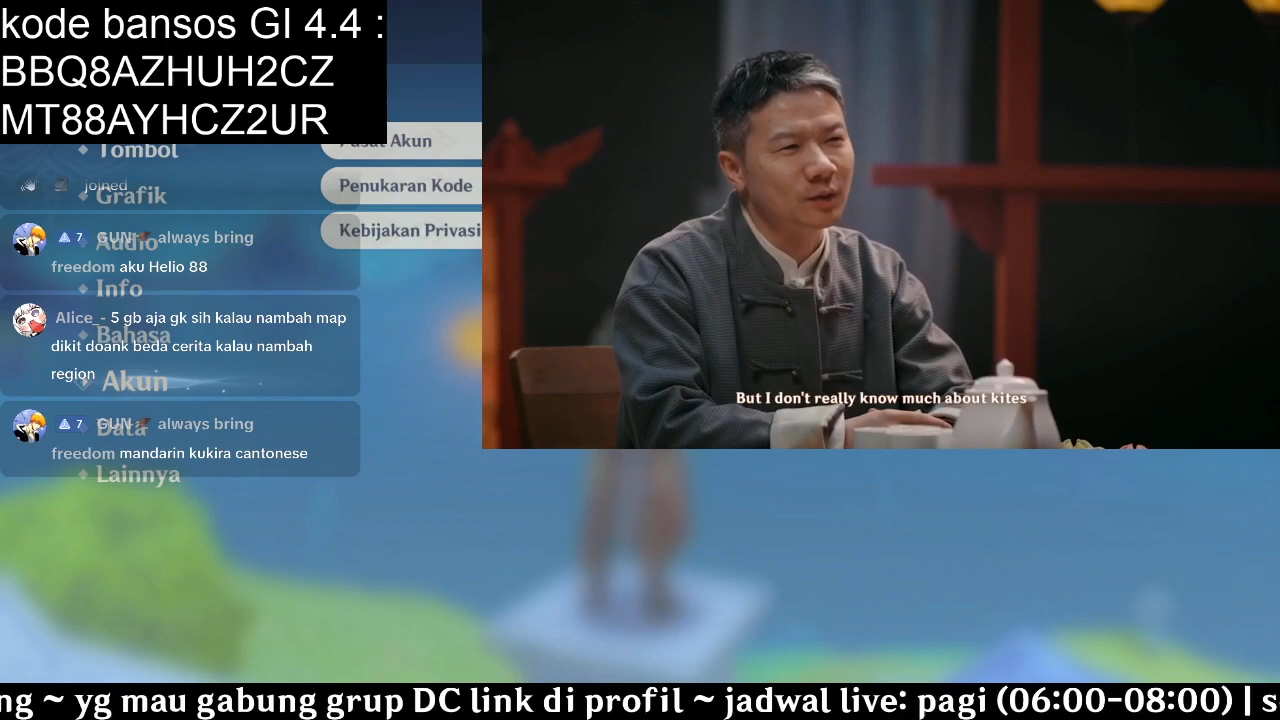 kode bansos GI 4.4 :
BBQ8AZHUH2CZ
MT88AYHCZ2UR
Tombol
Pusat Akun
joined
Grafik
Penukaran Kode
7 GUN always bring
Audio
Kebijakan Privasi
freedom aku Helio 88
Info
Alice_- 5 gb aja gk sih kalau nambah map
Bahasa
dikit doank beda cerita kalau nambah
region
Akun
7 GUN always bring
Data
freedom mandarin kukira cantonese
Lainnya
But I don't really know much about kites
ng ~ yg mau gabung grup DC link di profil ~ jadwal live: pagi (06:00-08:00) | s